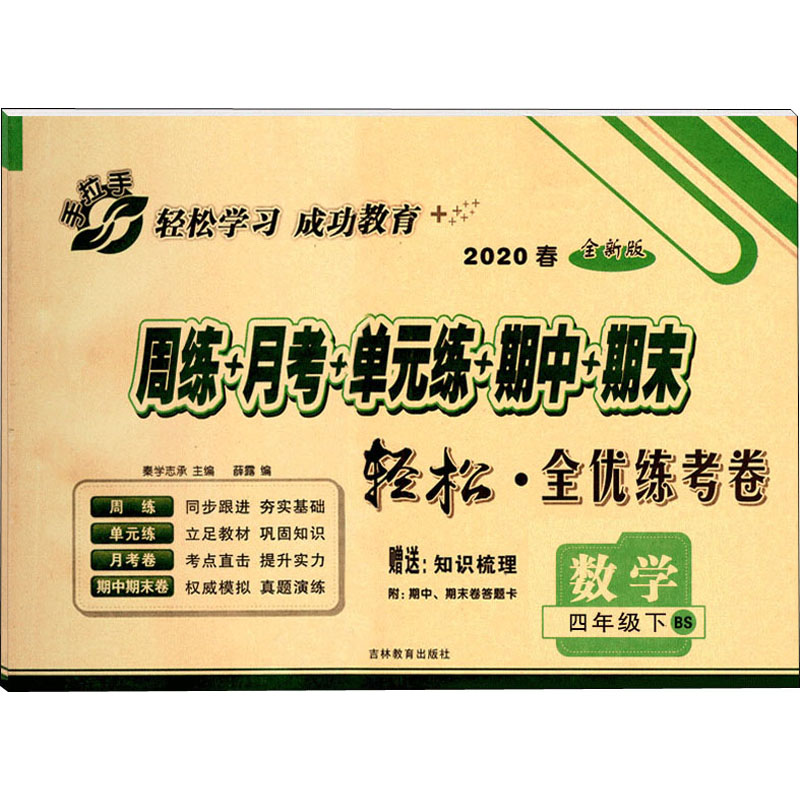 手拉手
轻松学习 成功教育
2020 春 全新版
周练+月考+单元练+期中+期末
轻松·全优练考卷
秦学志承 主编 薛露 编
周 练 同步跟进 夯实基础
单元练 立足教材 巩固知识
月考卷 考点直击 提升实力
期中期末卷 权威模拟 真题演练
赠送:知识梳理
附:期中、期末卷答题卡
数学
四年级下 BS
吉林教育出版社